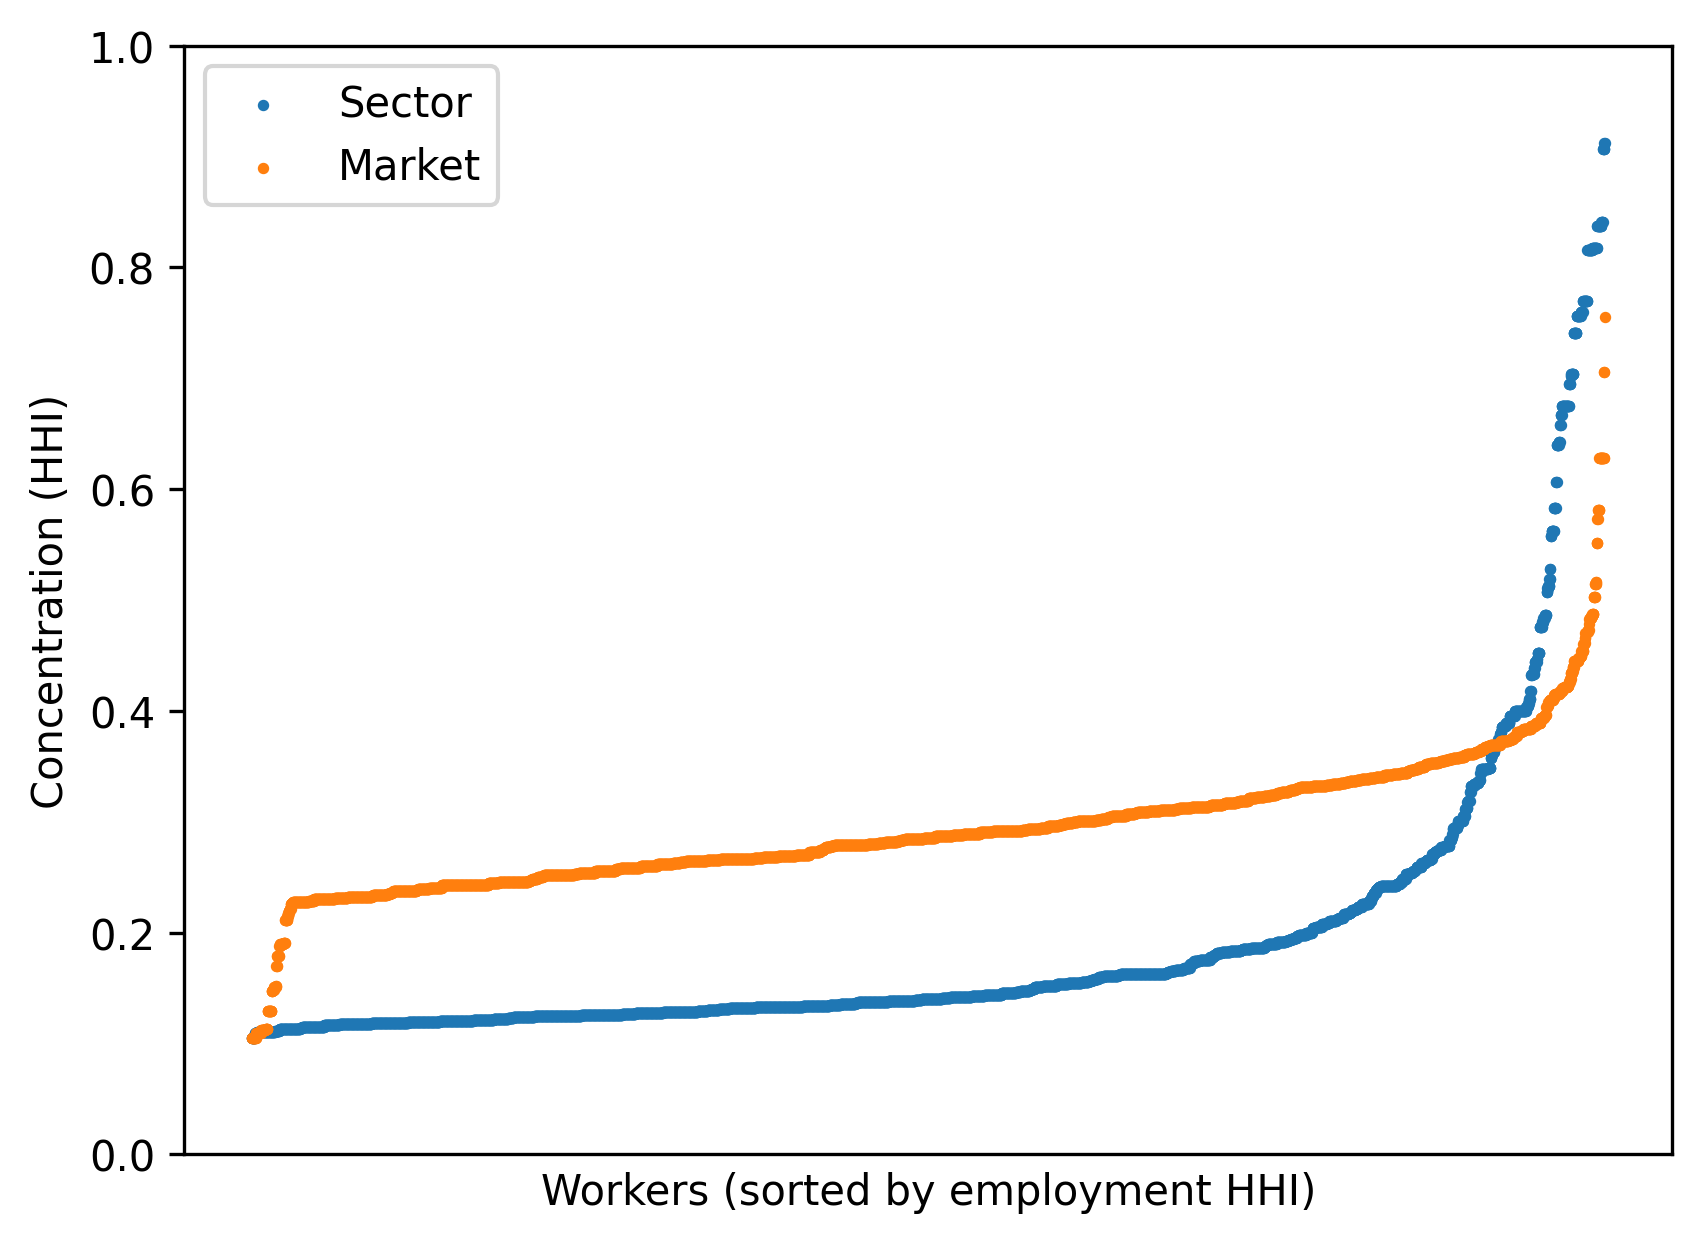 1.0
0.8
0.6
0.4
0.2
0.0
Concentration (HHI)
Sector
Market
Workers (sorted by employment HHI)